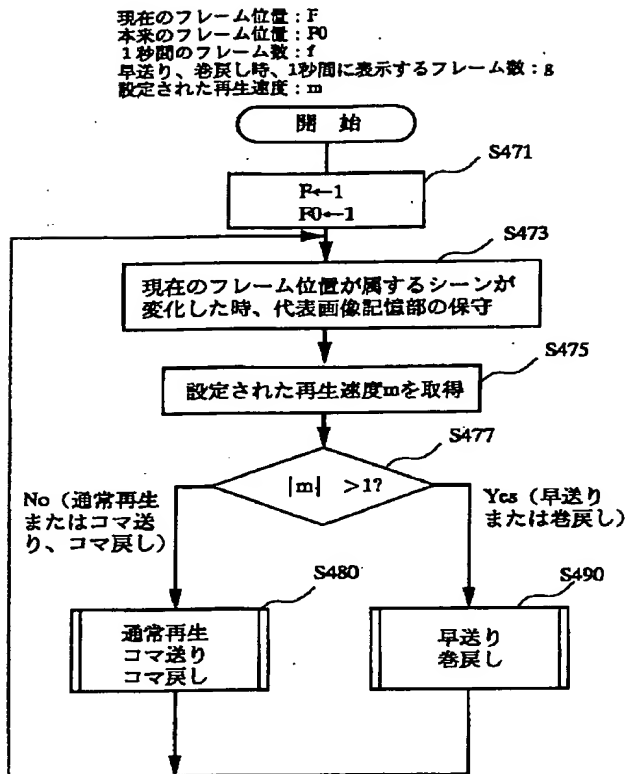 現在のフレーム位置：F
本来のフレーム位置：F0
1秒間のフレーム数：f
早送り、巻戻し時、1秒間に表示するフレーム数：g
設定された再生速度：m
開 始
S471
F←1
F0←1
S473
現在のフレーム位置が属するシーンが
変化した時、代表画像記憶部の保守
S475
設定された再生速度mを取得
S477
|m| >1?
No（通常再生
またはコマ送
り、コマ戻し）
Yes（早送り
または巻戻し）
S480
通常再生
コマ送り
コマ戻し
S490
早送り
巻戻し